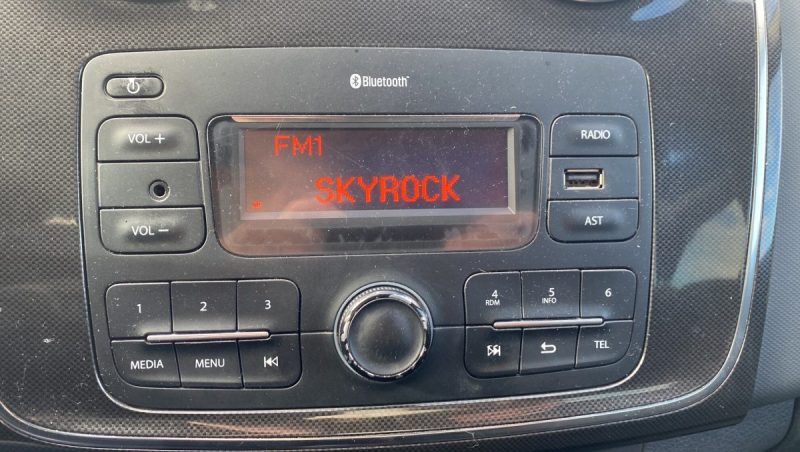 Bluetooth
VOL +
FM1
SKYROCK
RADIO
VOL −
AST
1 2 3
4 RDM
5 INFO
6
MEDIA MENU
TEL